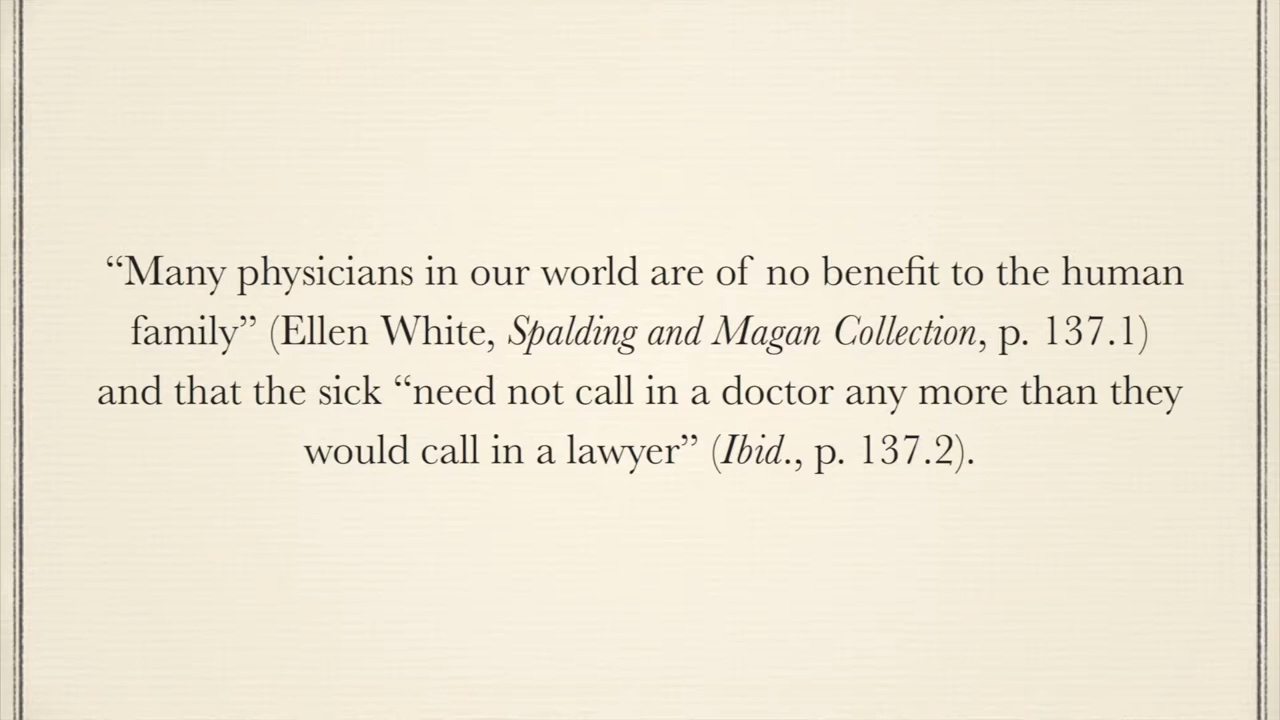 “Many physicians in our world are of no benefit to the human
family” (Ellen White, Spalding and Magan Collection, p. 137.1)
and that the sick “need not call in a doctor any more than they
would call in a lawyer” (Ibid., p. 137.2).